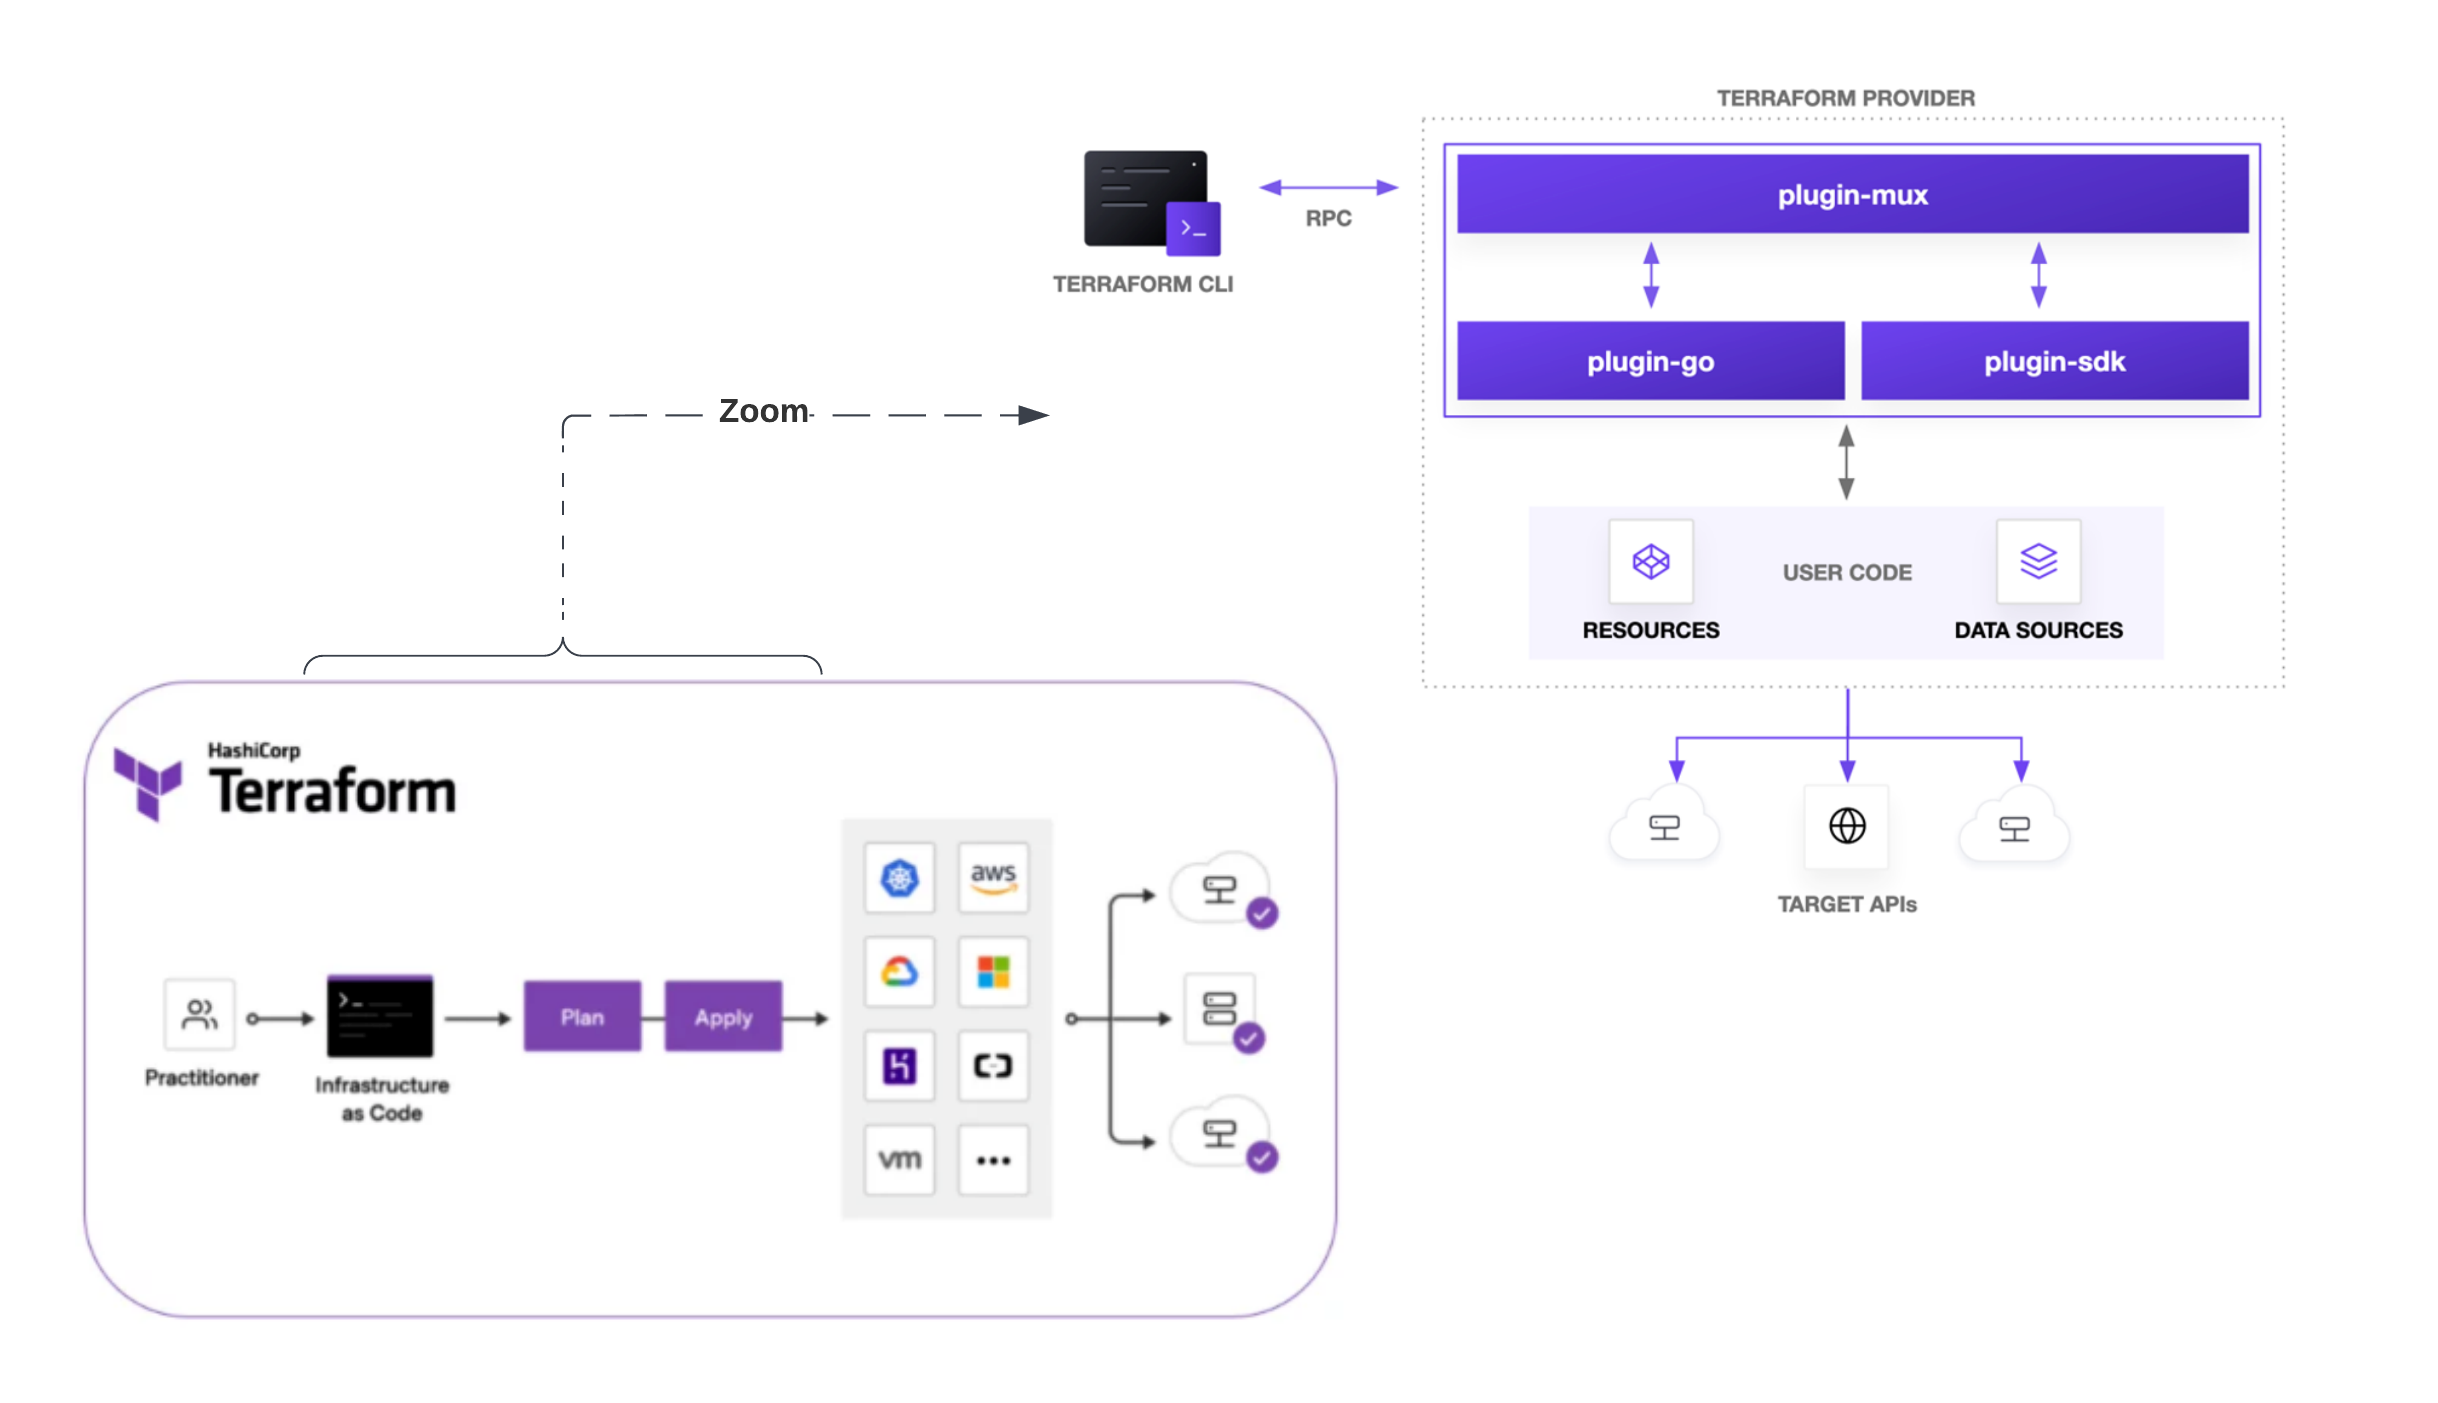 TERRAFORM PROVIDER
plugin-mux
RPC
TERRAFORM CLI
plugin-go
plugin-sdk
Zoom
USER CODE
RESOURCES
DATA SOURCES
TARGET APIs
HashiCorp
Terraform
aws
Plan
Apply
Practitioner
Infrastructure
as Code
vm